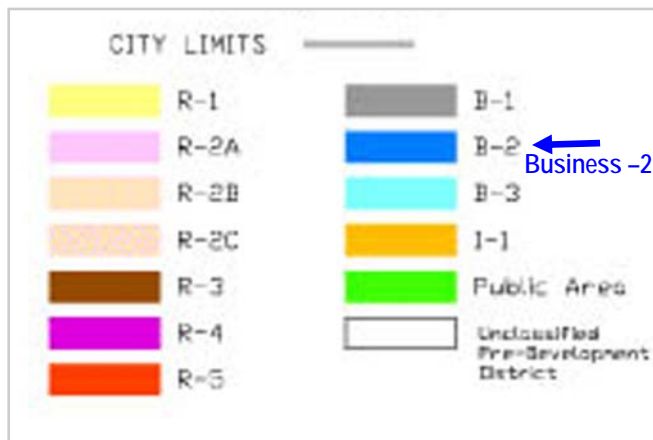 CITY LIMITS
R-1
R-2A
R-2B
R-2C
R-3
R-4
R-5
B-1
B-2
Business –2
B-3
I-1
Public Area
Unclassified
Pre-Development
District